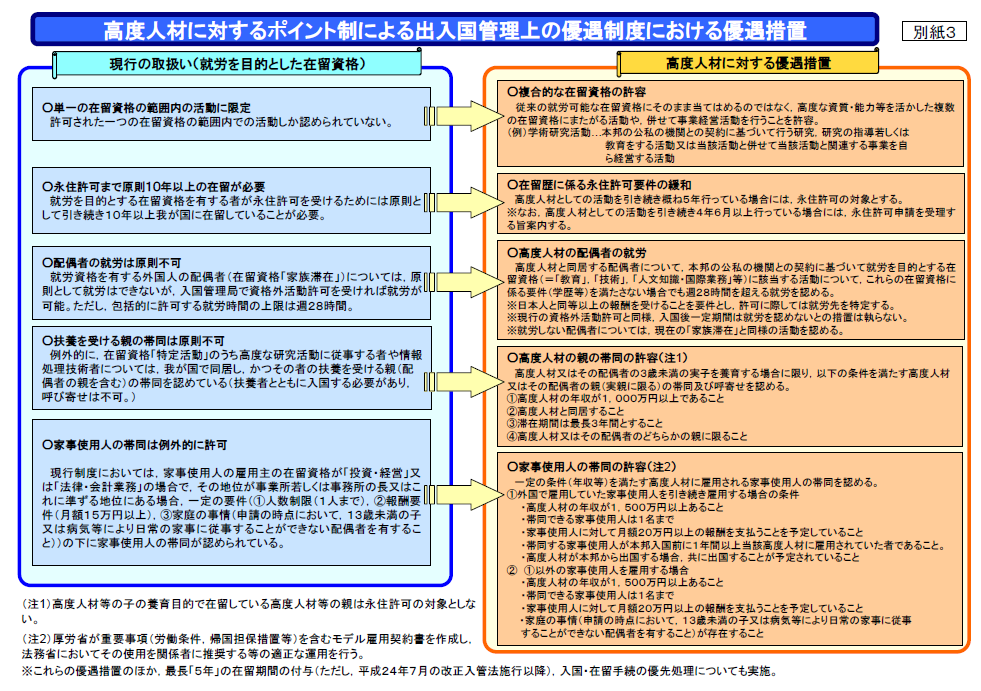 高度人材に対するポイント制による出入国管理上の優遇制度における優遇措置
別紙3
現行の取扱い（就労を目的とした在留資格）
○単一の在留資格の範囲内の活動に限定
許可された一つの在留資格の範囲内での活動しか認められていない。
○永住許可まで原則10年以上の在留が必要
就労を目的とする在留資格を有する者が永住許可を受けるためには原則と
して引き続き10年以上我が国に在留していることが必要。
○配偶者の就労は原則不可
就労資格を有する外国人の配偶者（在留資格「家族滞在」）については，原
則として就労はできないが，入国管理局で資格外活動許可を受ければ就労が
可能。ただし，包括的に許可する就労時間の上限は週28時間。
○扶養を受ける親の帯同は原則不可
例外的に，在留資格「特定活動」のうち高度な研究活動に従事する者や情報
処理技術者については，我が国で同居し，かつその者の扶養を受ける親（配
偶者の親を含む）の帯同を認めている（扶養者とともに入国する必要があり，
呼び寄せは不可。）
○家事使用人の帯同は例外的に許可
現行制度においては，家事使用人の雇用主の在留資格が「投資・経営」又
は「法律・会計業務」の場合で，その地位が事業所若しくは事務所の長又はこ
れに準ずる地位にある場合，一定の要件（①人数制限（1人まで），②報酬要
件（月額15万円以上），③家庭の事情（申請の時点において，13歳未満の子
又は病気等により日常の家事に従事することができない配偶者を有するこ
と））の下に家事使用人の帯同が認められている。
高度人材に対する優遇措置
○複合的な在留資格の許容
従来の就労可能な在留資格にそのまま当てはめるのではなく，高度な資質・能力等を活かした複数
の在留資格にまたがる活動や，併せて事業経営活動を行うことを許容。
（例）学術研究活動…本邦の公私の機関との契約に基づいて行う研究，研究の指導若しくは
教育をする活動又は当該活動と併せて当該活動と関連する事業を自
ら経営する活動
○在留歴に係る永住許可要件の緩和
高度人材としての活動を引き続き概ね5年行っている場合には，永住許可の対象とする。
※なお，高度人材としての活動を引き続き4年6月以上行っている場合には，永住許可申請を受理す
る旨案内する。
○高度人材の配偶者の就労
高度人材と同居する配偶者について，本邦の公私の機関との契約に基づいて就労を目的とする在
留資格（＝「教育」，「技術」，「人文知識・国際業務」等）に該当する活動について，これらの在留資格に
係る要件（学歴等）を満たさない場合でも週28時間を超える就労を認める。
※日本人と同等以上の報酬を受けることを要件とし，許可に際しては就労先を特定する。
※現行の資格外活動許可と同様，入国後一定期間は就労を認めないとの措置は執らない。
※就労しない配偶者については，現在の「家族滞在」と同様の活動を認める。
○高度人材の親の帯同の許容（注1）
高度人材又はその配偶者の3歳未満の実子を養育する場合に限り，以下の条件を満たす高度人材
又はその配偶者の親（実親に限る）の帯同及び呼寄せを認める。
①高度人材の年収が1，000万円以上であること
②高度人材と同居すること
③滞在期間は最長3年間とすること
④高度人材又はその配偶者のどちらかの親に限ること
○家事使用人の帯同の許容（注2）
一定の条件（年収等）を満たす高度人材に雇用される家事使用人の帯同を認める。
①外国で雇用していた家事使用人を引き続き雇用する場合の条件
・高度人材の年収が1，500万円以上あること
・帯同できる家事使用人は1名まで
・家事使用人に対して月額20万円以上の報酬を支払うことを予定していること
・帯同する家事使用人が本邦入国前に1年間以上当該高度人材に雇用されていた者であること。
・高度人材が本邦から出国する場合，共に出国することが予定されていること
② ①以外の家事使用人を雇用する場合
・高度人材の年収が1，500万円以上あること
・帯同できる家事使用人は1名まで
・家事使用人に対して月額20万円以上の報酬を支払うことを予定していること
・家庭の事情（申請の時点において，13歳未満の子又は病気等により日常の家事に従事
することができない配偶者を有すること）が存在すること
（注1）高度人材等の子の養育目的で在留している高度人材等の親は永住許可の対象としな
い。
（注2）厚労省が重要事項（労働条件，帰国担保措置等）を含むモデル雇用契約書を作成し，
法務省においてその使用を関係者に推奨する等の適正な運用を行う。
※これらの優遇措置のほか，最長「5年」の在留期間の付与（ただし，平成24年7月の改正入管法施行以降），入国・在留手続の優先処理についても実施。